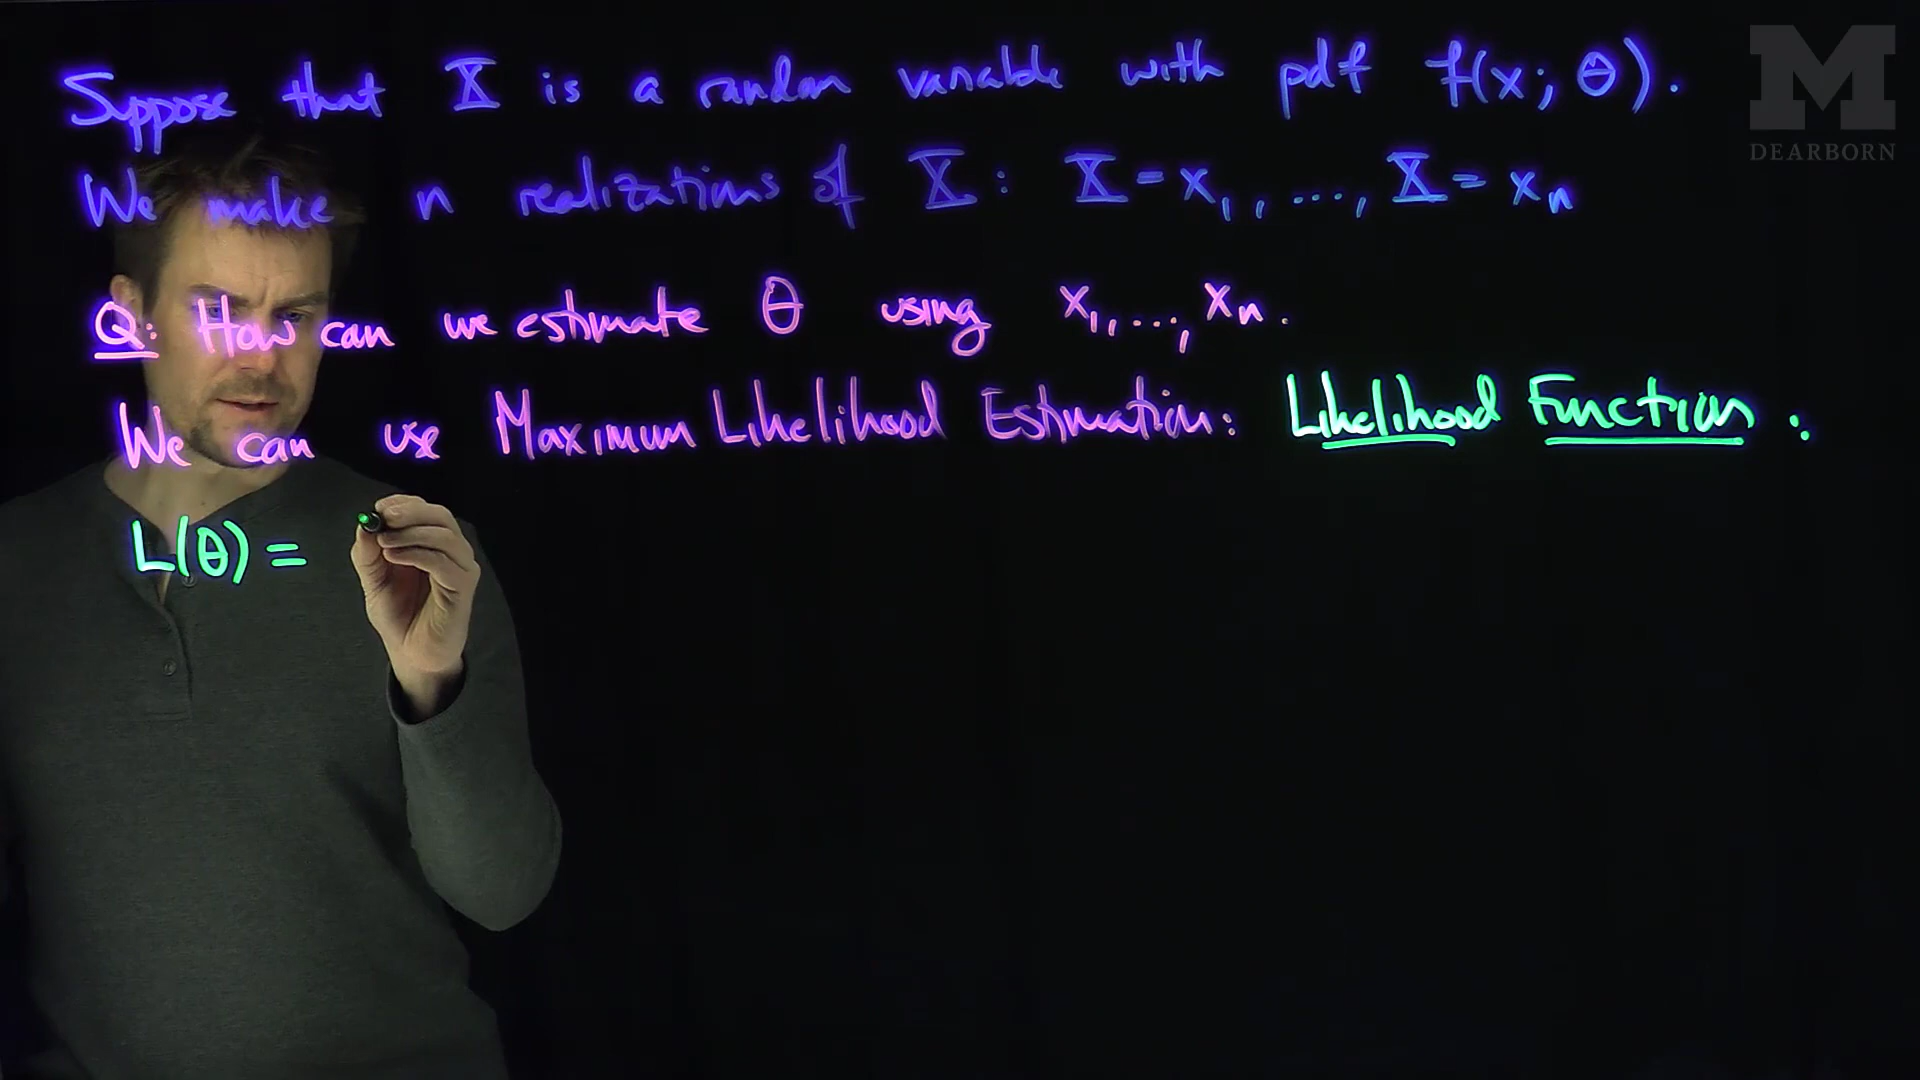 Suppose that X is a random variable with pdf f(x; θ).
We make n realizations of X: X = x₁, ..., X = xₙ
Q: How can we estimate θ using x₁, ..., xₙ.
We can use Maximum Likelihood Estimation: Likelihood Function:
L(θ) =
M
DEARBORN